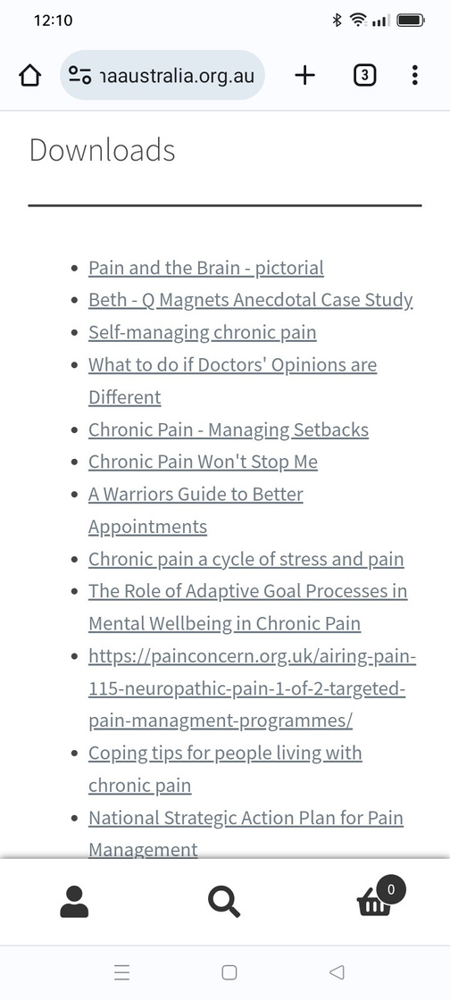 12:10
naaustralia.org.au
3
Downloads
Pain and the Brain - pictorial
Beth - Q Magnets Anecdotal Case Study
Self-managing chronic pain
What to do if Doctors' Opinions are
Different
Chronic Pain - Managing Setbacks
Chronic Pain Won't Stop Me
A Warriors Guide to Better
Appointments
Chronic pain a cycle of stress and pain
The Role of Adaptive Goal Processes in
Mental Wellbeing in Chronic Pain
https://painconcern.org.uk/airing-pain-
115-neuropathic-pain-1-of-2-targeted-
pain-managment-programmes/
Coping tips for people living with
chronic pain
National Strategic Action Plan for Pain
Management
0